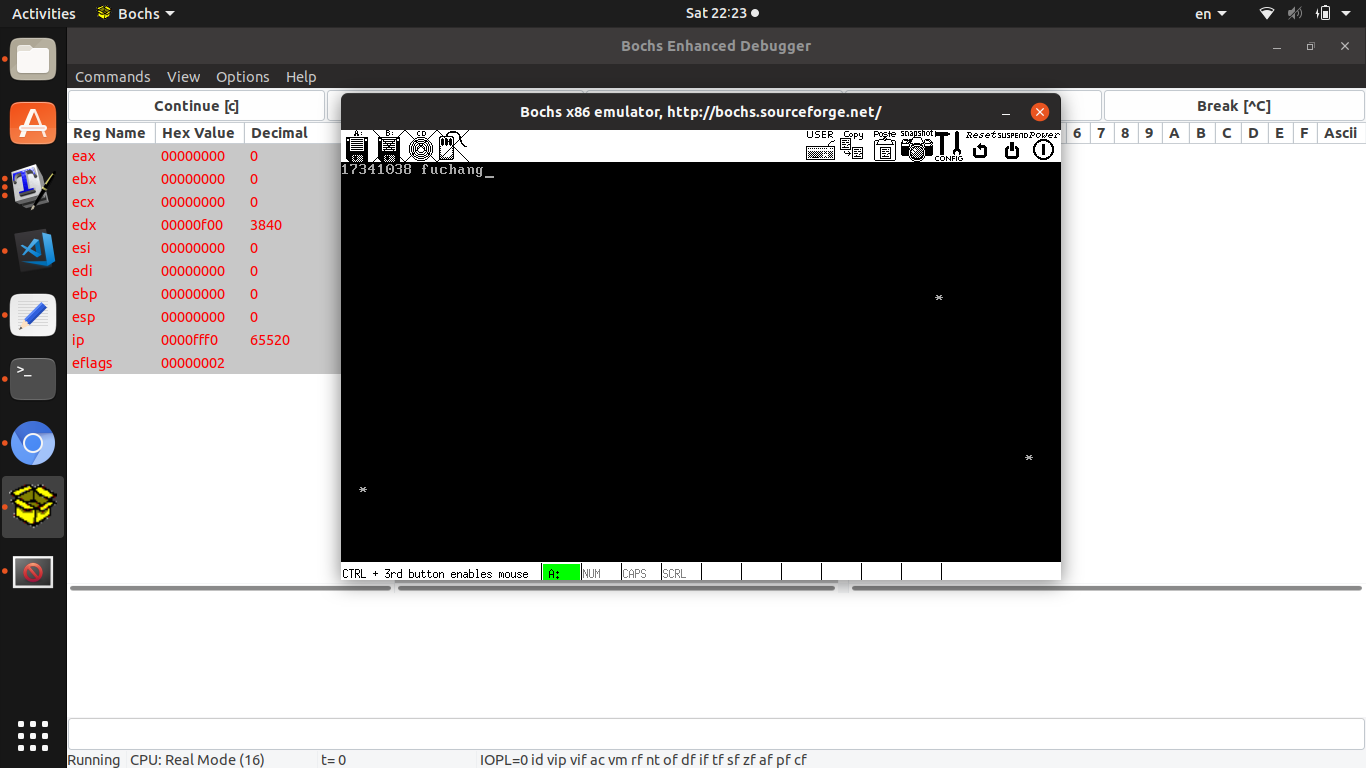 Activities Bochs Sat 22:23 en
Bochs Enhanced Debugger
Commands View Options Help
Continue [c] Break [^C]
Reg Name Hex Value Decimal 6 7 8 9 A B C D E F Ascii
eax 00000000 0
ebx 00000000 0
ecx 00000000 0
edx 00000f00 3840
esi 00000000 0
edi 00000000 0
ebp 00000000 0
esp 00000000 0
ip 0000fff0 65520
eflags 00000002
Bochs x86 emulator, http://bochs.sourceforge.net/
A: B: CD USER Copy Paste snapshot CONFIG Reset SUSPEND Power
17341038 fuchang_
*
*
*
CTRL + 3rd button enables mouse A: NUM CAPS SCRL
Running CPU: Real Mode (16) t= 0 IOPL=0 id vip vif ac vm rf nt of df if tf sf zf af pf cf